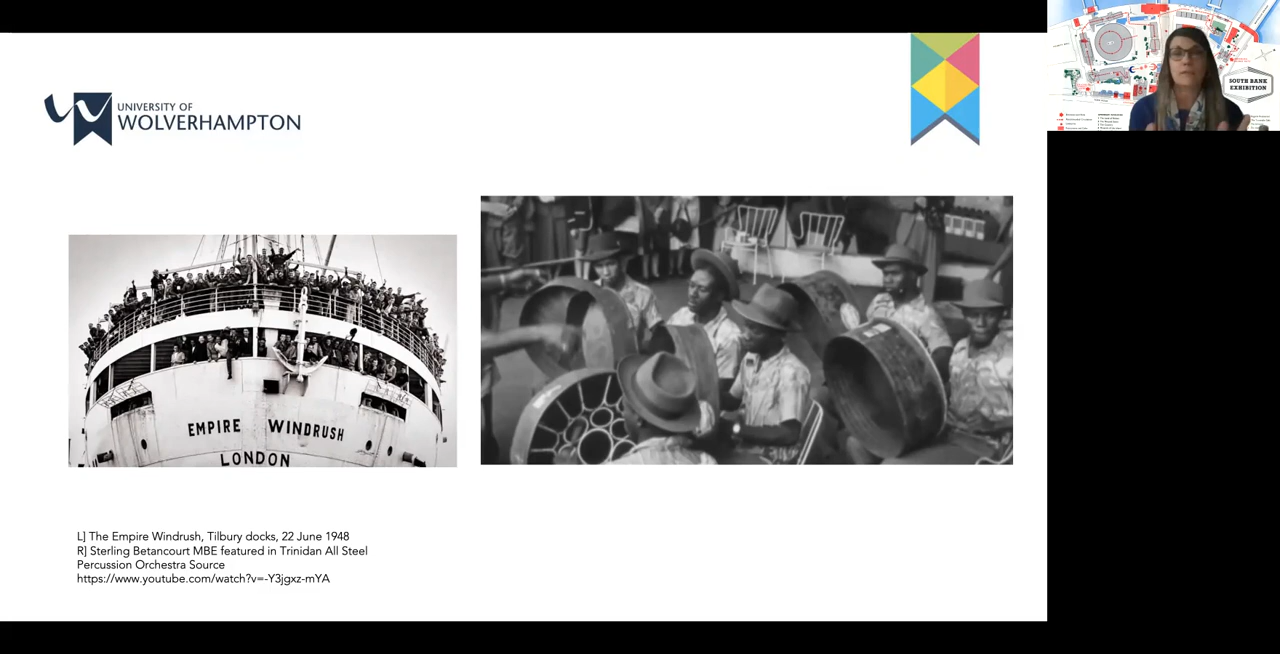 UNIVERSITY OF
WOLVERHAMPTON
SOUTH BANK
EXHIBITION
EMPIRE WINDRUSH
LONDON
L] The Empire Windrush, Tilbury docks, 22 June 1948
R] Sterling Betancourt MBE featured in Trinidan All Steel
Percussion Orchestra Source
https://www.youtube.com/watch?v=-Y3jgxz-mYA